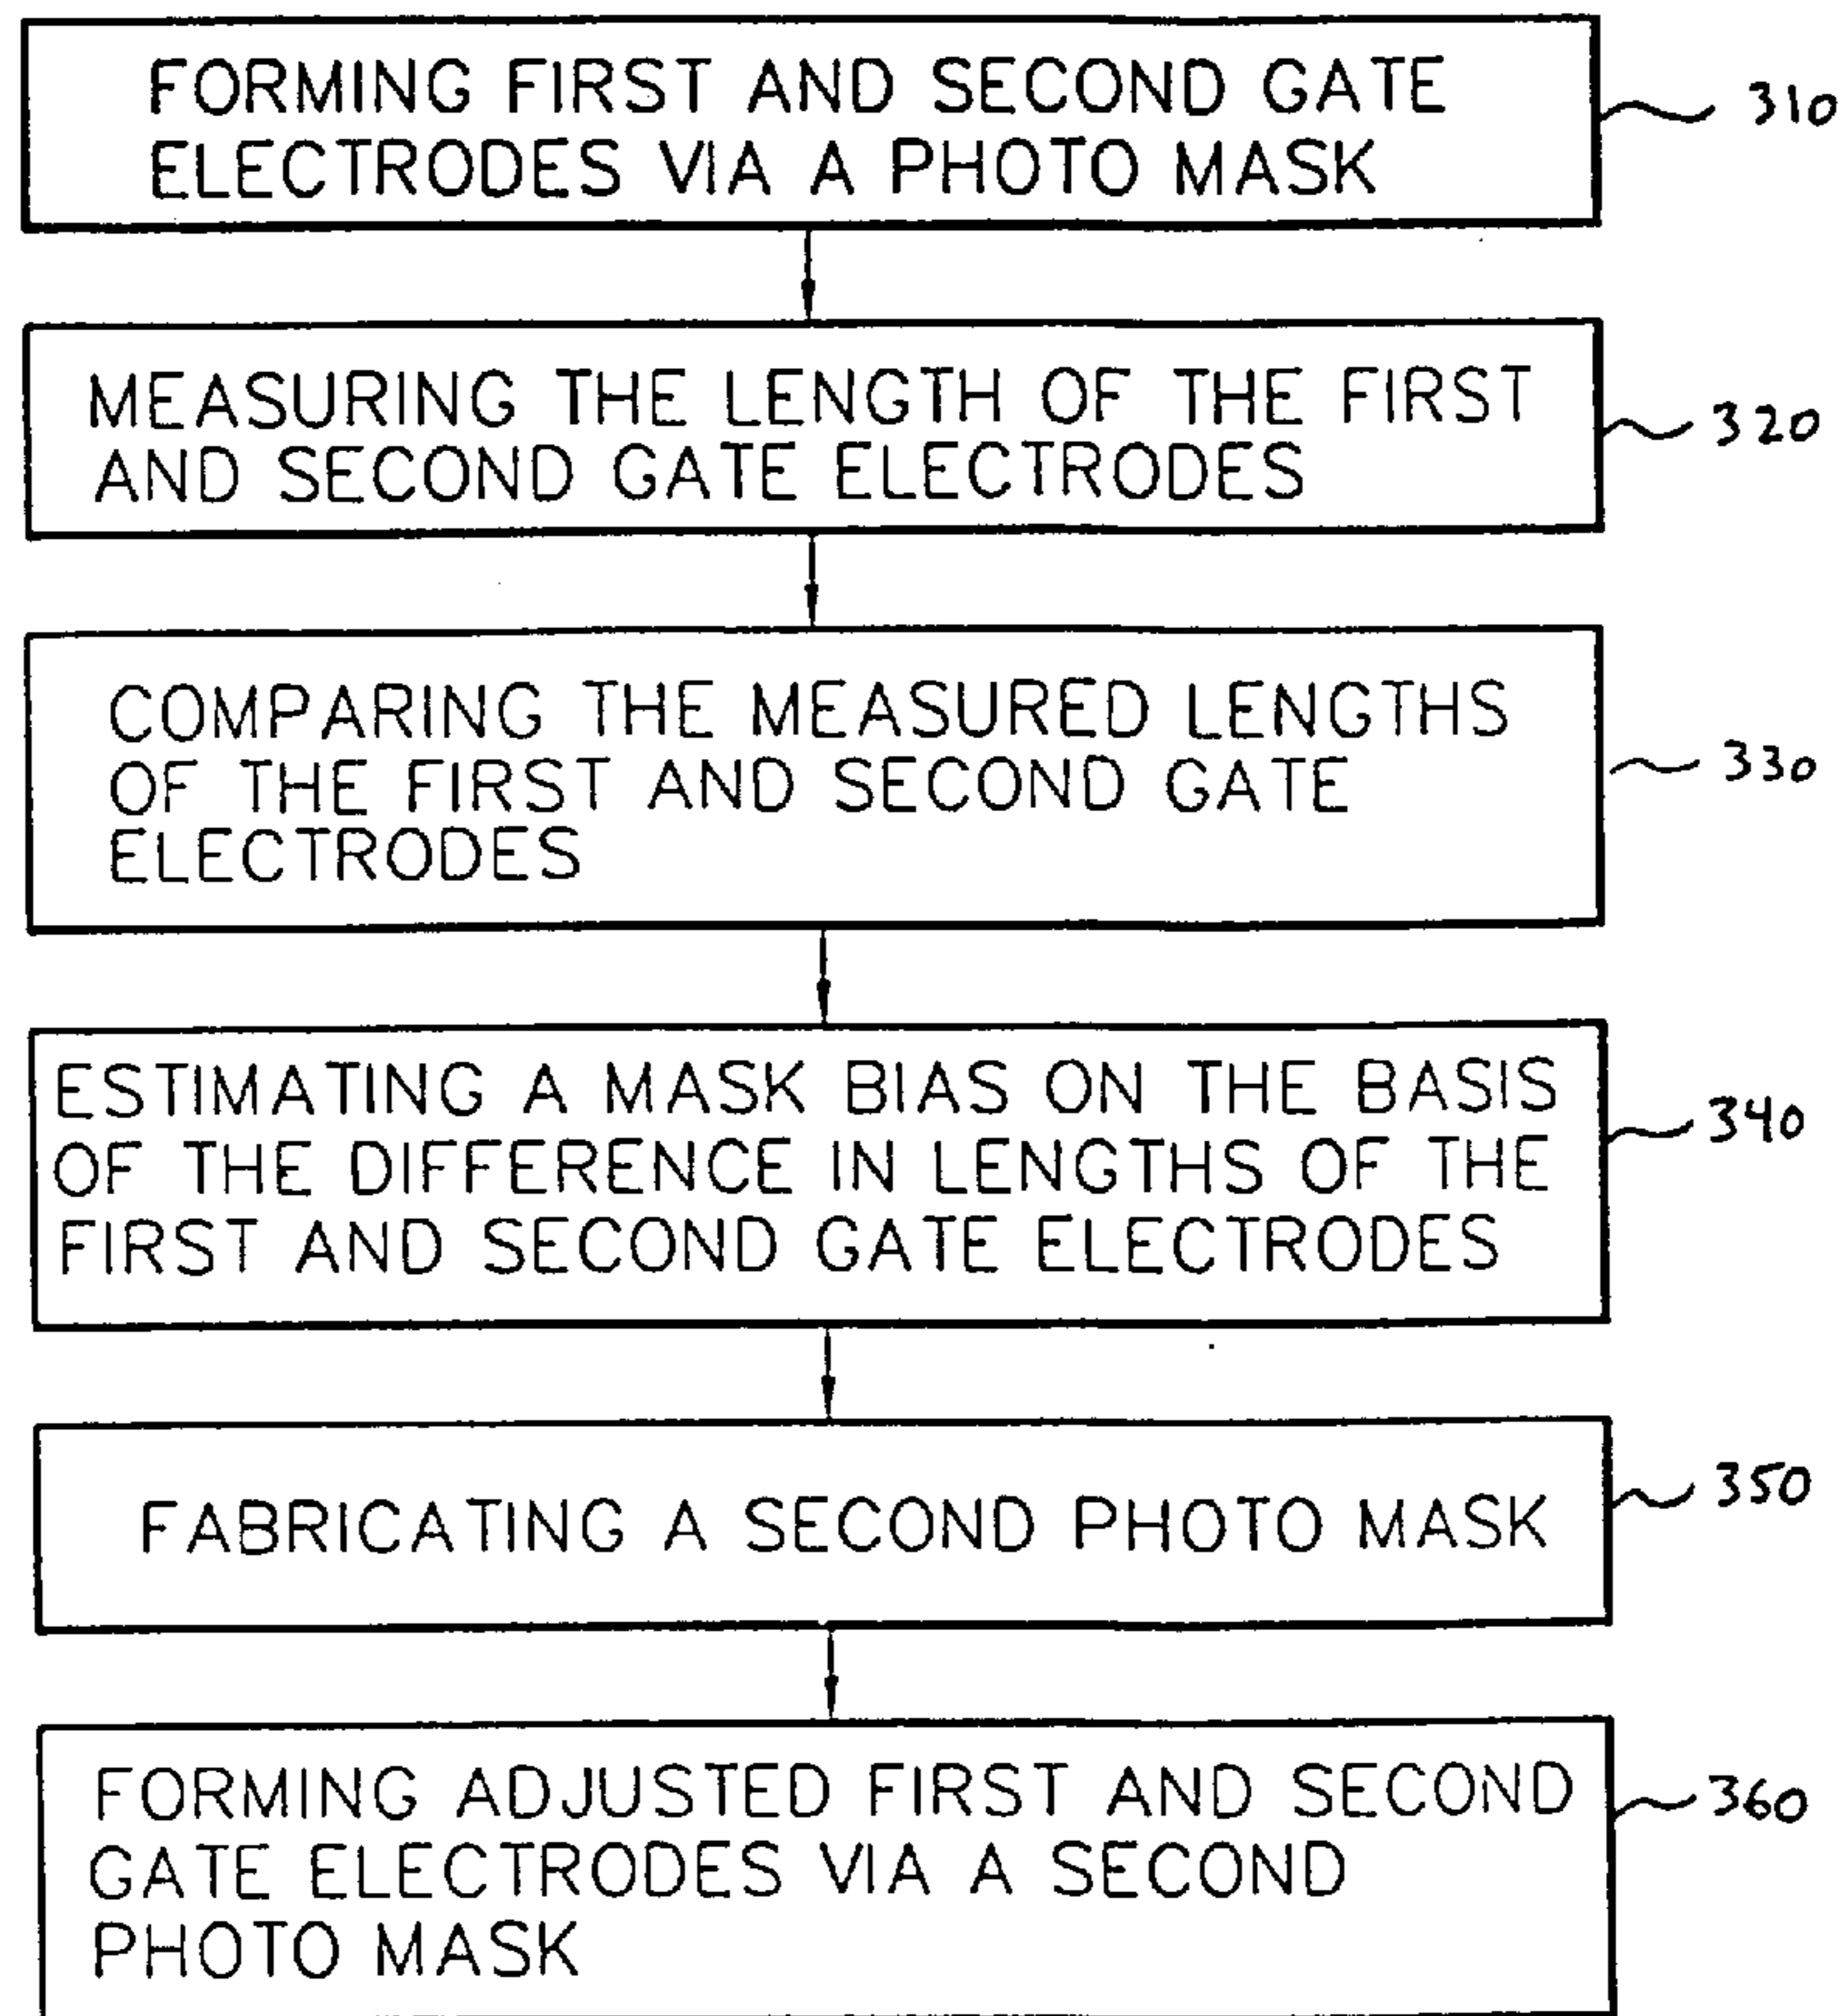 FORMING FIRST AND SECOND GATE
ELECTRODES VIA A PHOTO MASK
310
MEASURING THE LENGTH OF THE FIRST
AND SECOND GATE ELECTRODES
320
COMPARING THE MEASURED LENGTHS
OF THE FIRST AND SECOND GATE
ELECTRODES
330
ESTIMATING A MASK BIAS ON THE BASIS
OF THE DIFFERENCE IN LENGTHS OF THE
FIRST AND SECOND GATE ELECTRODES
340
FABRICATING A SECOND PHOTO MASK
350
FORMING ADJUSTED FIRST AND SECOND
GATE ELECTRODES VIA A SECOND
PHOTO MASK
360